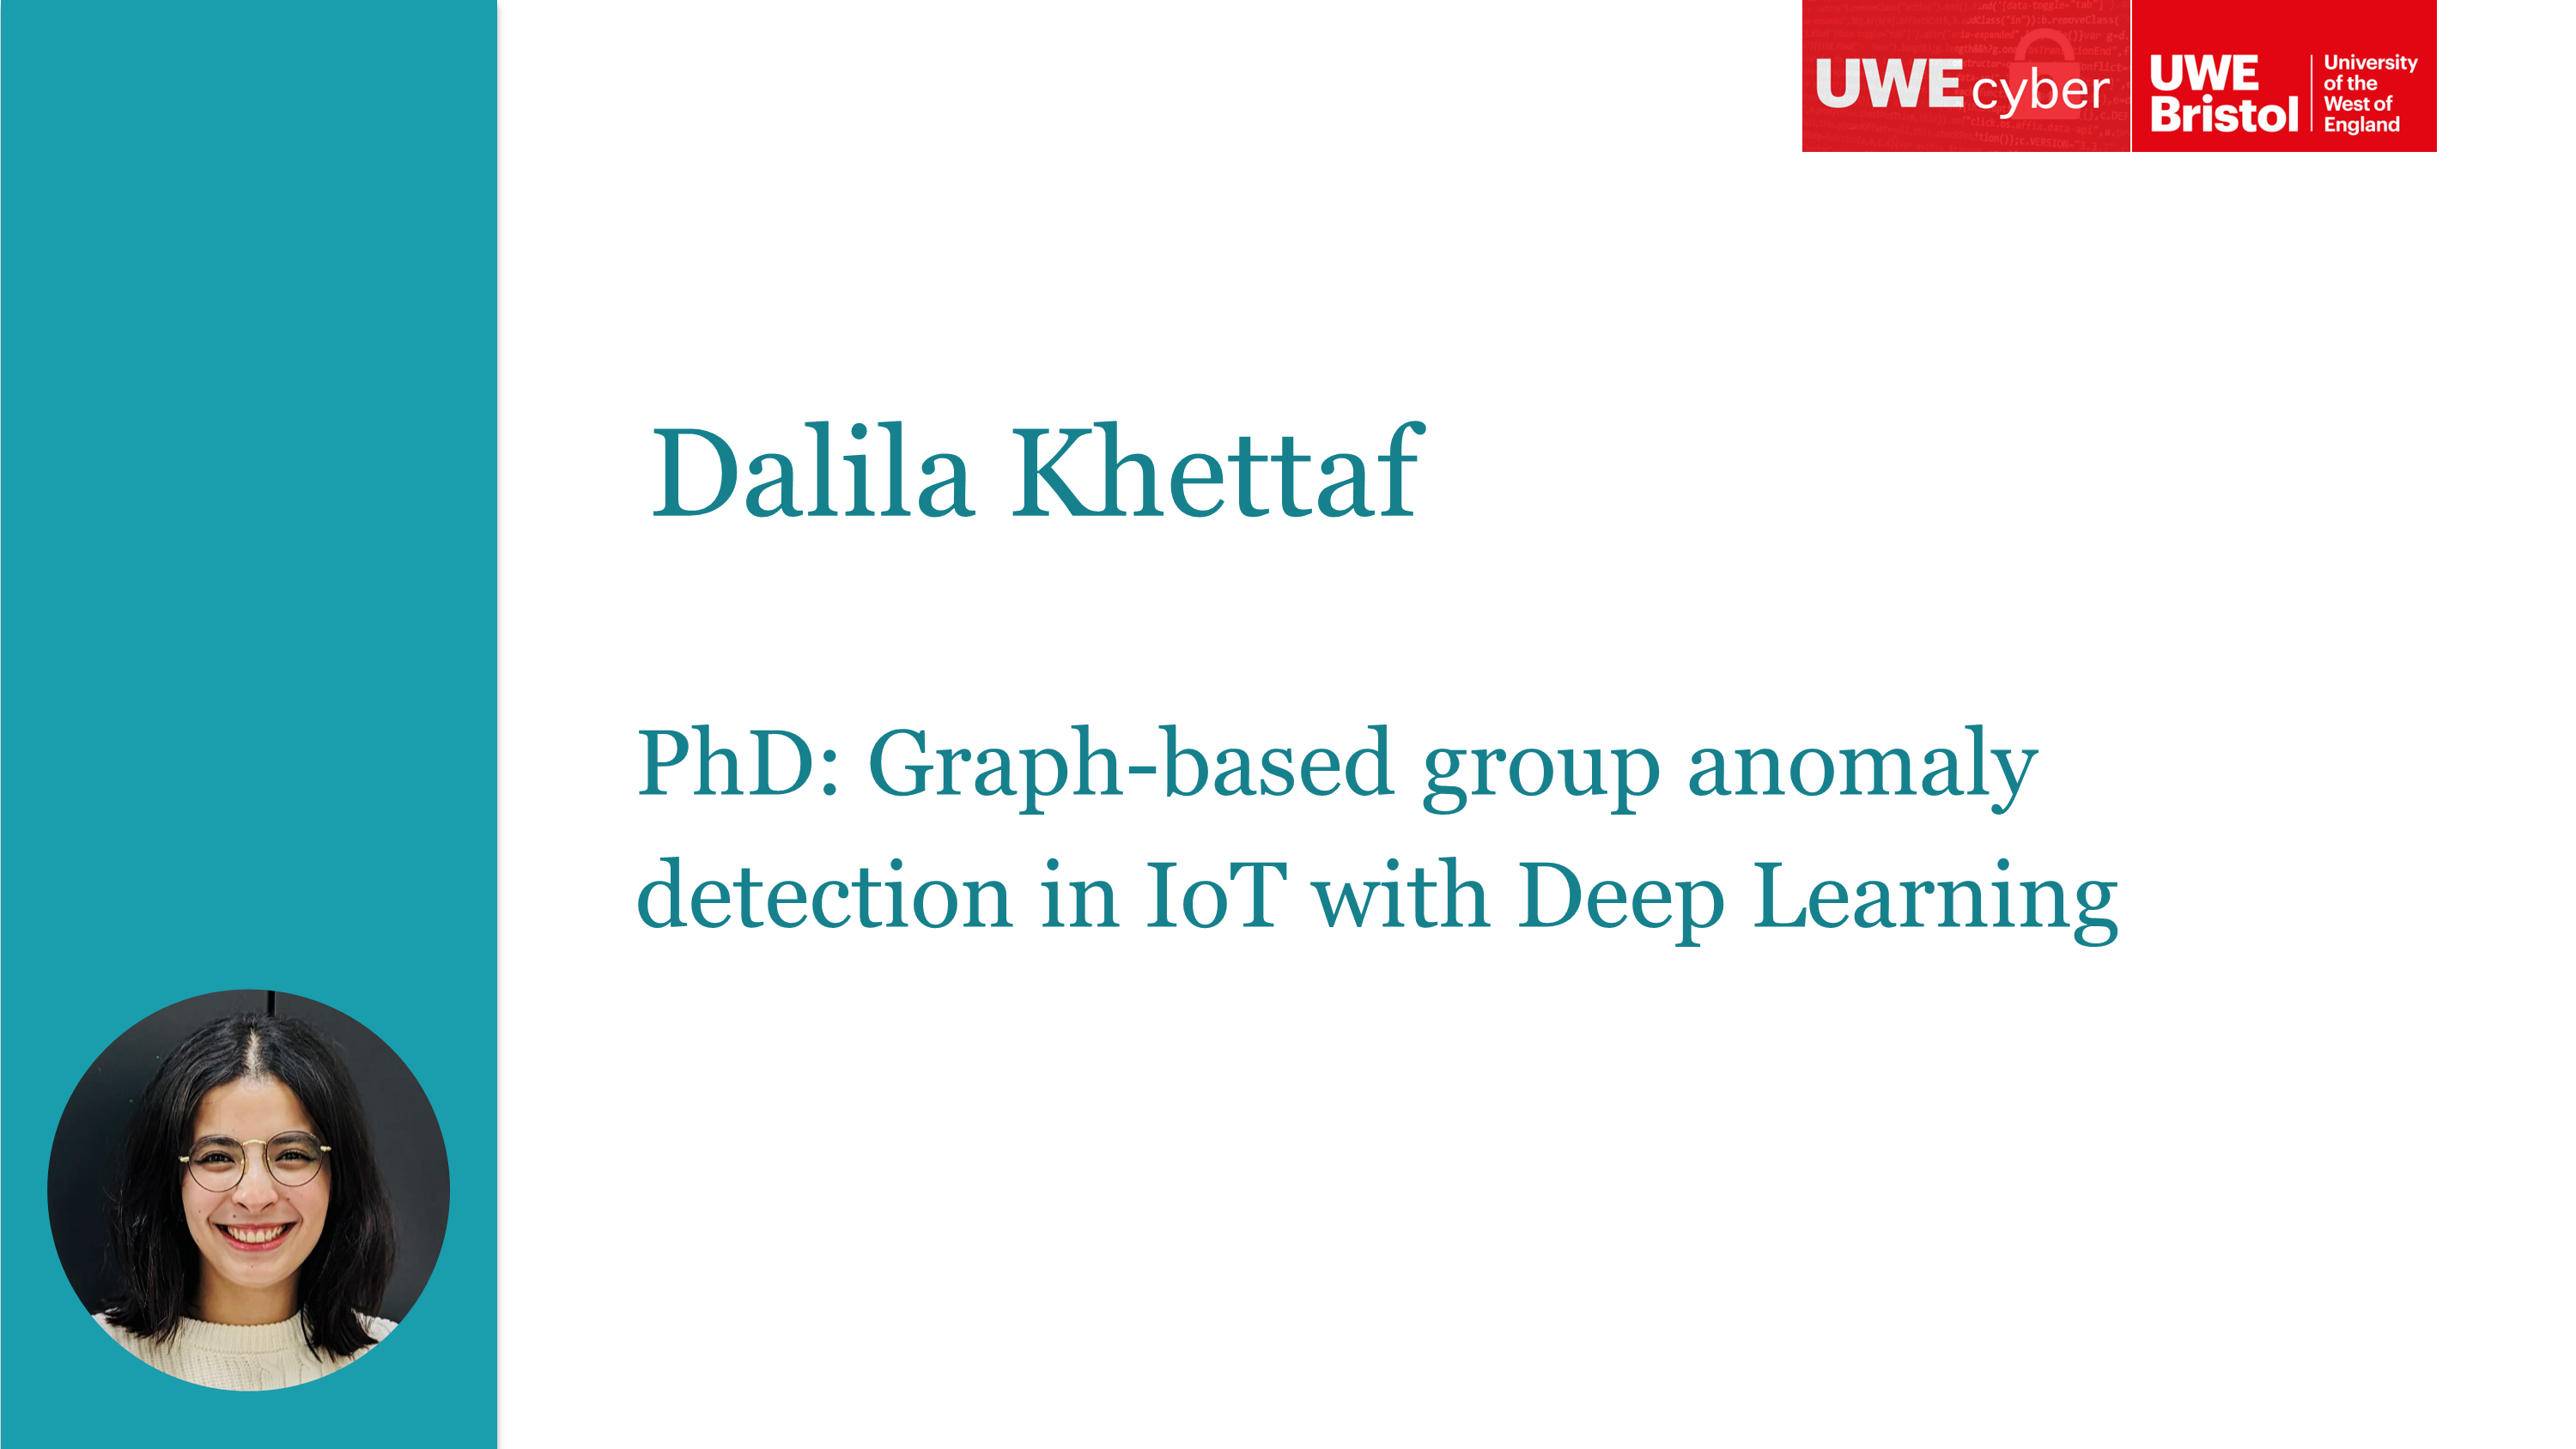 UWE cyber
UWE
Bristol
University
of the
West of
England
Dalila Khettaf
PhD: Graph-based group anomaly
detection in IoT with Deep Learning